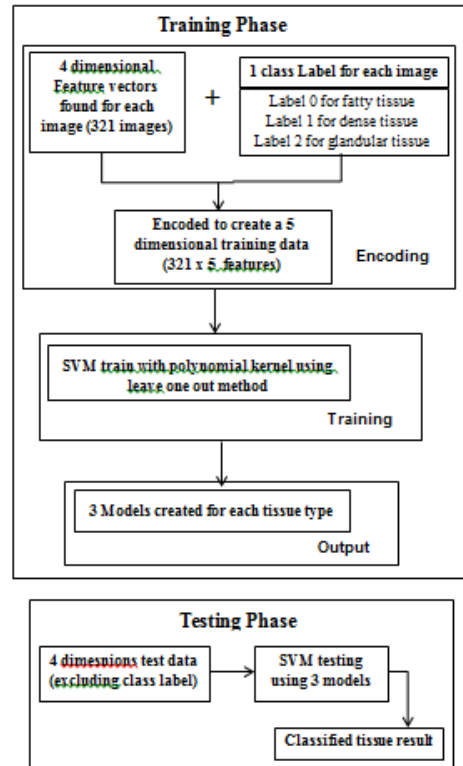 Training Phase
4 dimensional
Feature vectors
found for each
image (321 images)
+
1 class Label for each image
Label 0 for fatty tissue
Label 1 for dense tissue
Label 2 for glandular tissue
Encoded to create a 5
dimensional training data
(321 x 5 features)
Encoding
SVM train with polynomial kernel using
leave one out method
Training
3 Models created for each tissue type
Output
Testing Phase
4 dimesnions test data
(excluding class label)
SVM testing
using 3 models
Classified tissue result